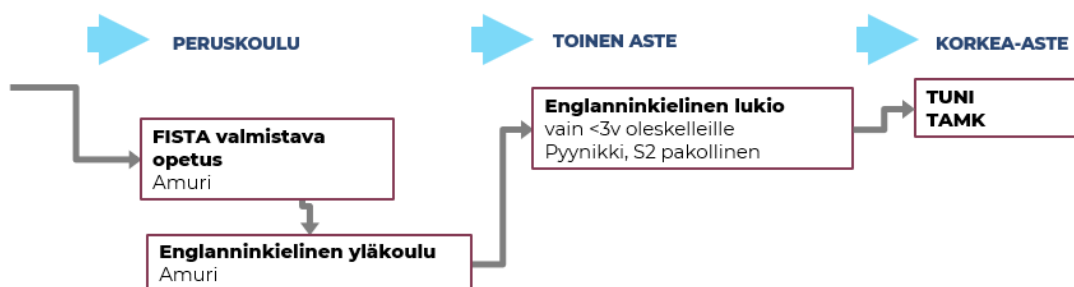 PERUSKOULU
TOINEN ASTE
KORKEA-ASTE
FISTA valmistava
opetus
Amuri
Englanninkielinen yläkoulu
Amuri
Englanninkielinen lukio
vain <3v oleskelleille
Pyynikki, S2 pakollinen
TUNI
TAMK